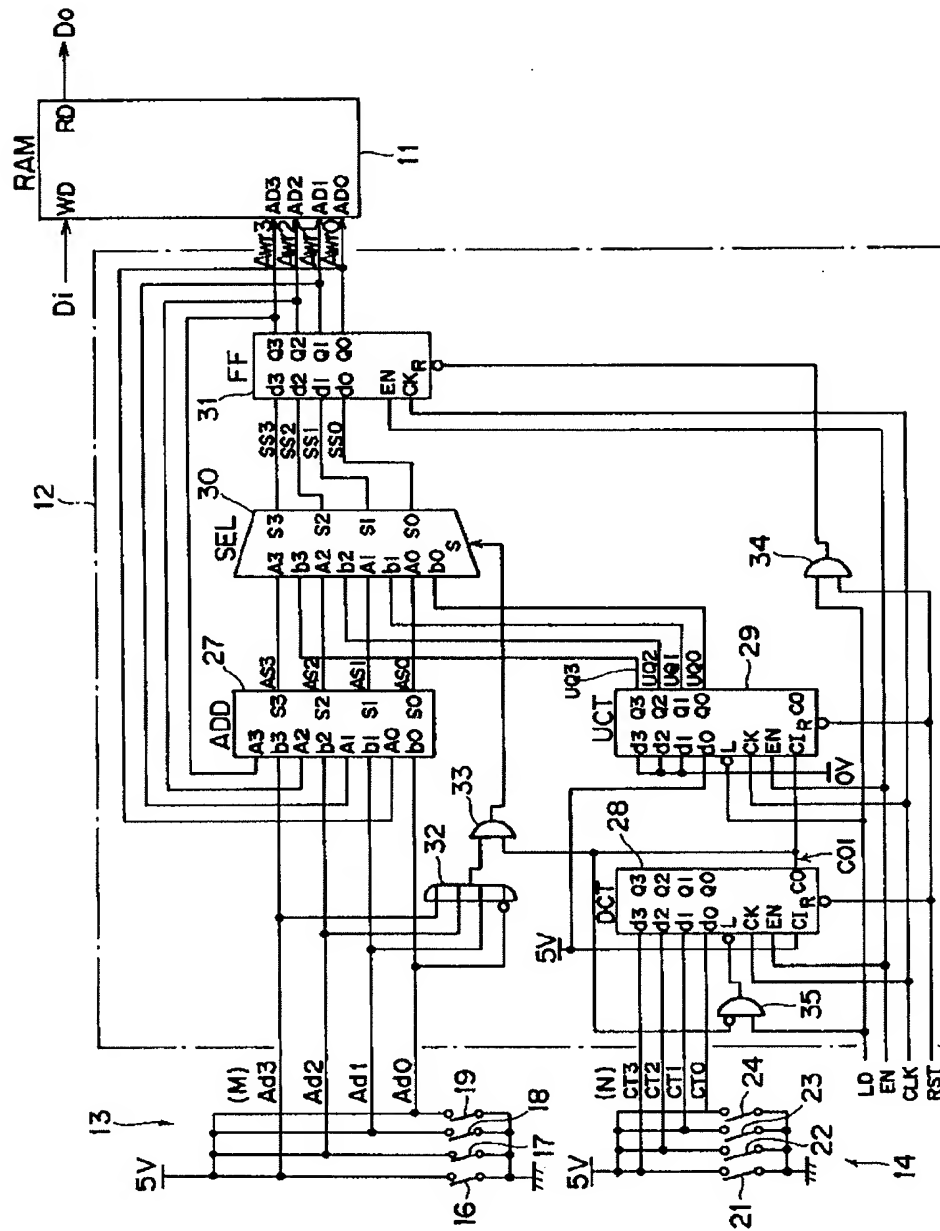 RAM
Di
WD
RD
Do
11
AD3
AD2
AD1
AD0
AWT3
AWT2
AWT1
AWT0
12
FF
31
d3 Q3
d2 Q2
d1 Q1
d0 Q0
EN
CK
R
SS3
SS2
SS1
SS0
SEL
30
A3 S3
b3
A2 S2
b2
A1 S1
b1
A0 S0
b0
S
ADD
27
A3
b3 S3
A2
b2 S2
A1
b1 S1
A0
b0 S0
AS3
AS2
AS1
AS0
32
33
34
UCT
29
d3 Q3
d2 Q2
d1 Q1
d0 Q0
L
CK
EN
CI
R
CO
UQ3
UQ2
UQ1
UQ0
0V
5V
DCT
28
d3 Q3
d2 Q2
d1 Q1
d0 Q0
L
CK
EN
CI
R
CO
CO1
35
13
5V
(M)
Ad3
Ad2
Ad1
Ad0
16
17
18
19
14
5V
(N)
CT3
CT2
CT1
CT0
21
22
23
24
LD
EN
CLK
RST